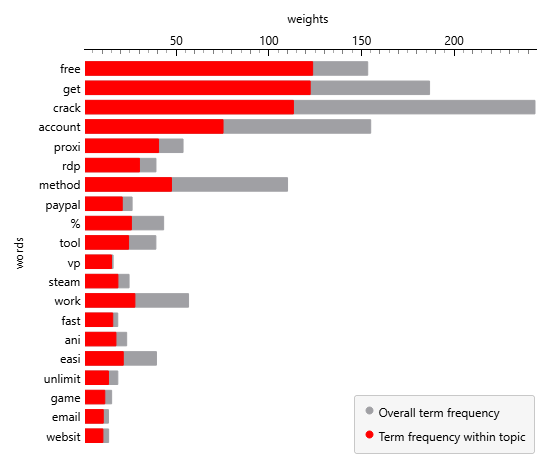 weights
50 100 150 200
words
free
get
crack
account
proxi
rdp
method
paypal
%
tool
vp
steam
work
fast
ani
easi
unlimit
game
email
websit
Overall term frequency
Term frequency within topic